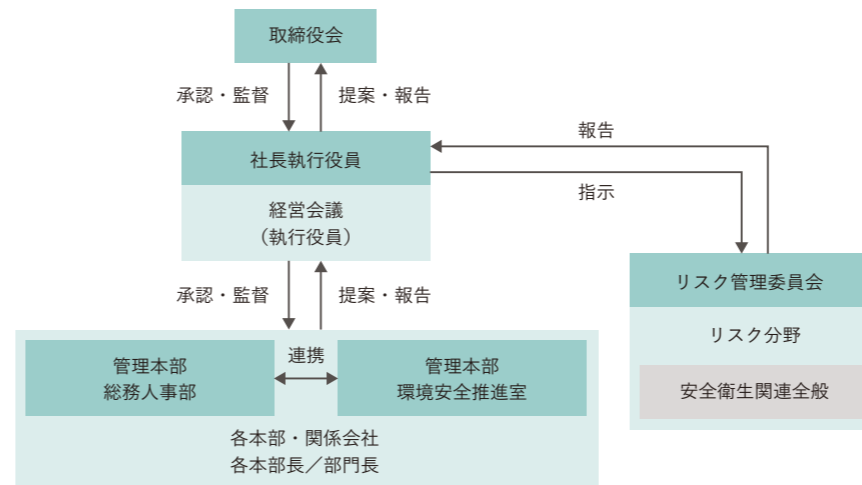 取締役会
承認・監督
提案・報告
社長執行役員
経営会議
（執行役員）
報告
指示
承認・監督
提案・報告
リスク管理委員会
リスク分野
安全衛生関連全般
管理本部
総務人事部
連携
管理本部
環境安全推進室
各本部・関係会社
各本部長／部門長